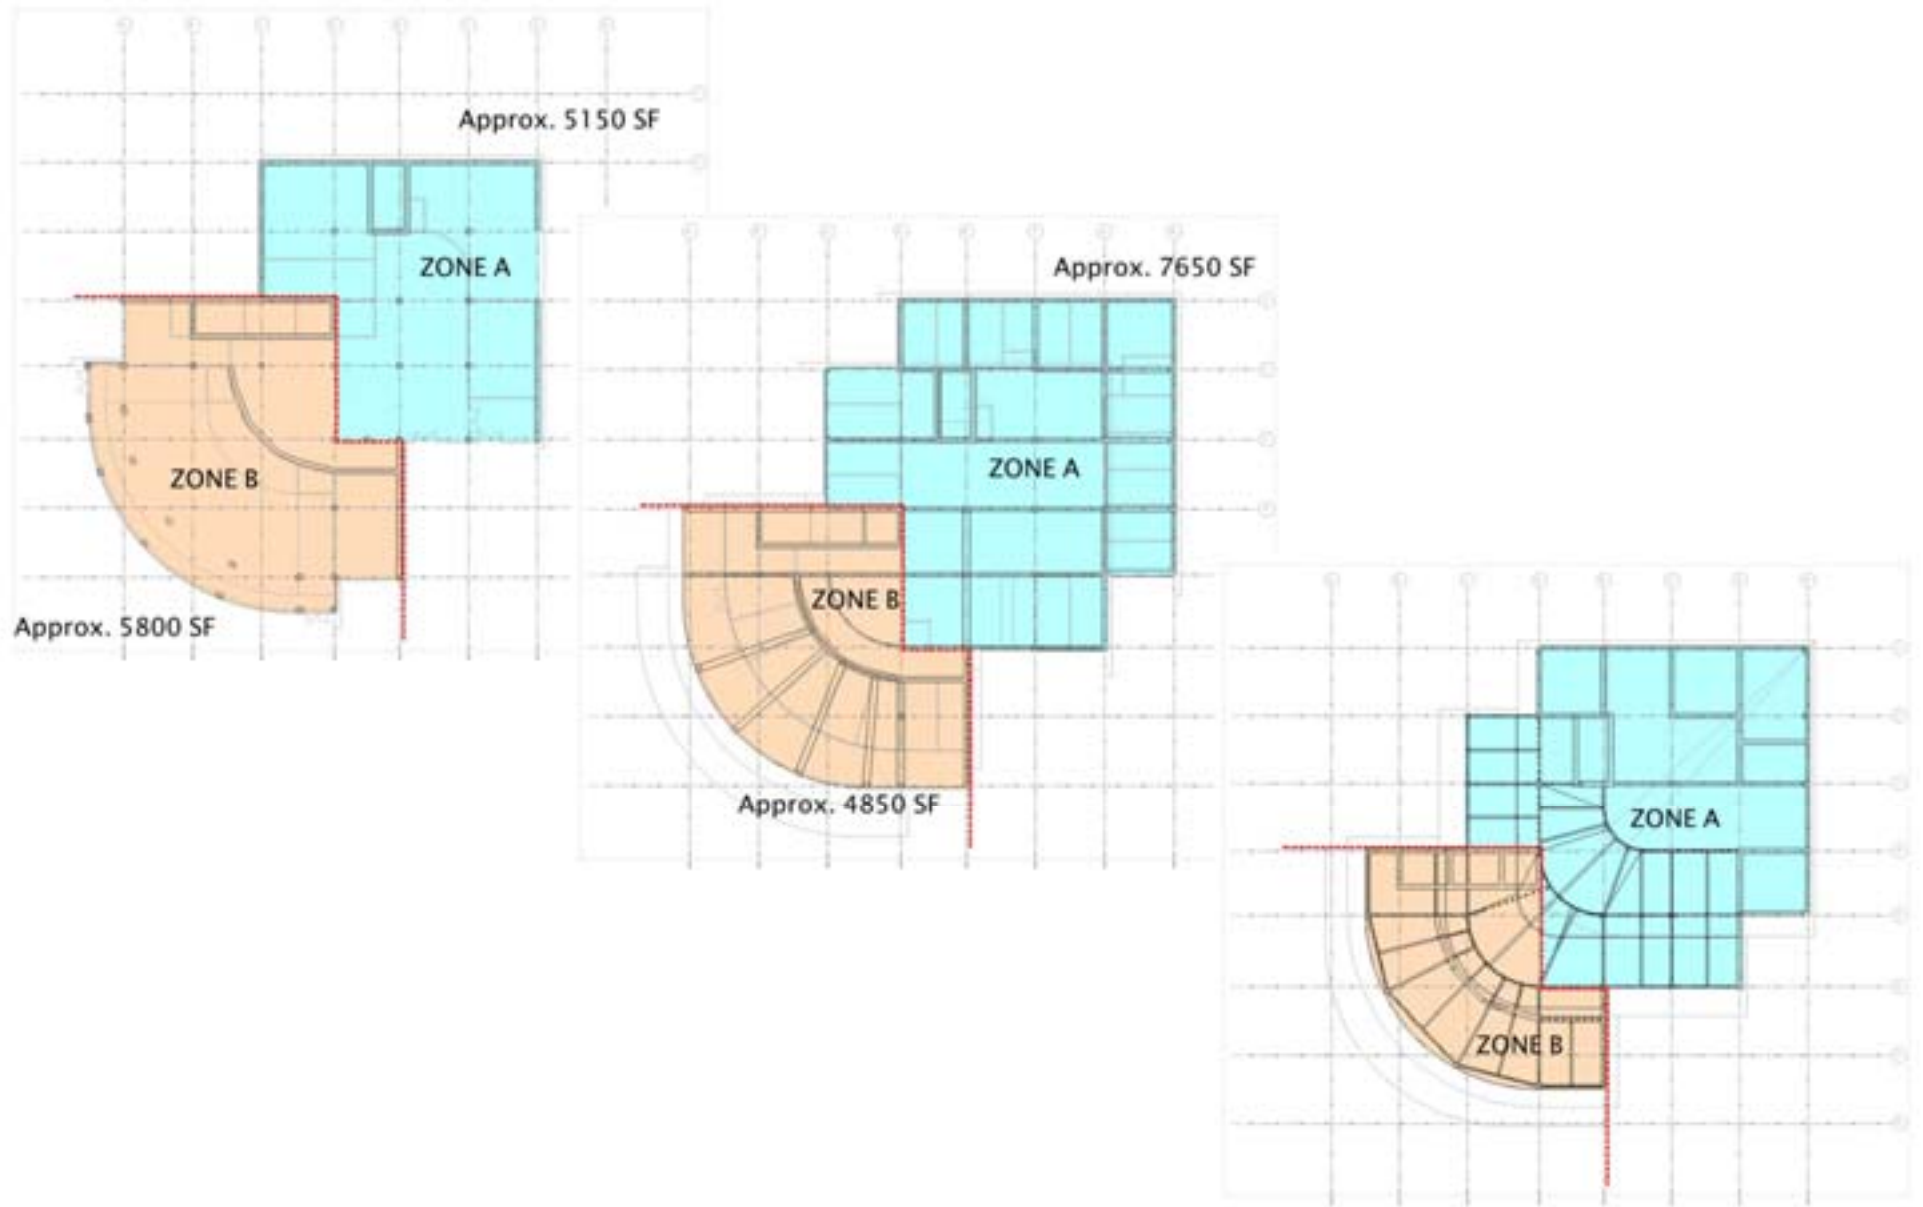 Approx. 5150 SF
ZONE A
ZONE B
Approx. 5800 SF
Approx. 7650 SF
ZONE A
ZONE B
Approx. 4850 SF
ZONE A
ZONE B